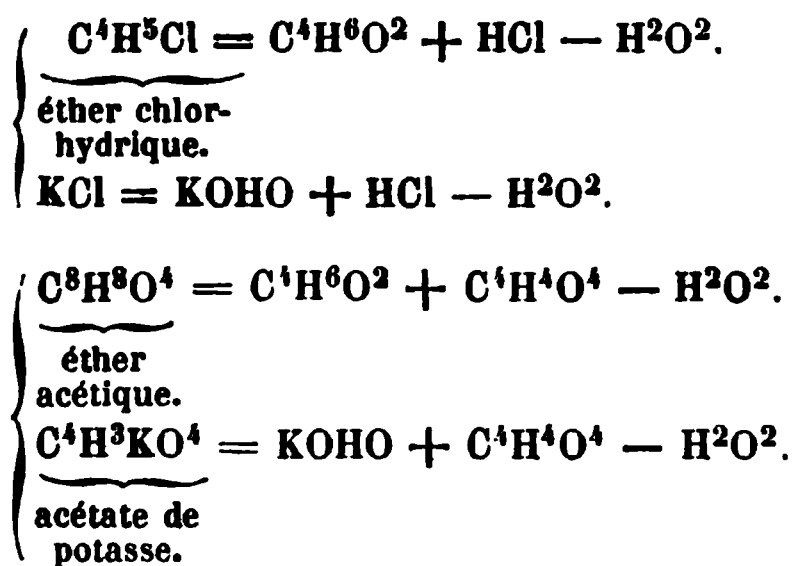 C⁴H⁵Cl = C⁴H⁶O² + HCl — H²O².
éther chlor-
hydrique.
KCl = KOHO + HCl — H²O².
C⁸H⁸O⁴ = C⁴H⁶O² + C⁴H⁴O⁴ — H²O².
éther
acétique.
C⁴H³KO⁴ = KOHO + C⁴H⁴O⁴ — H²O².
acétate de
potasse.